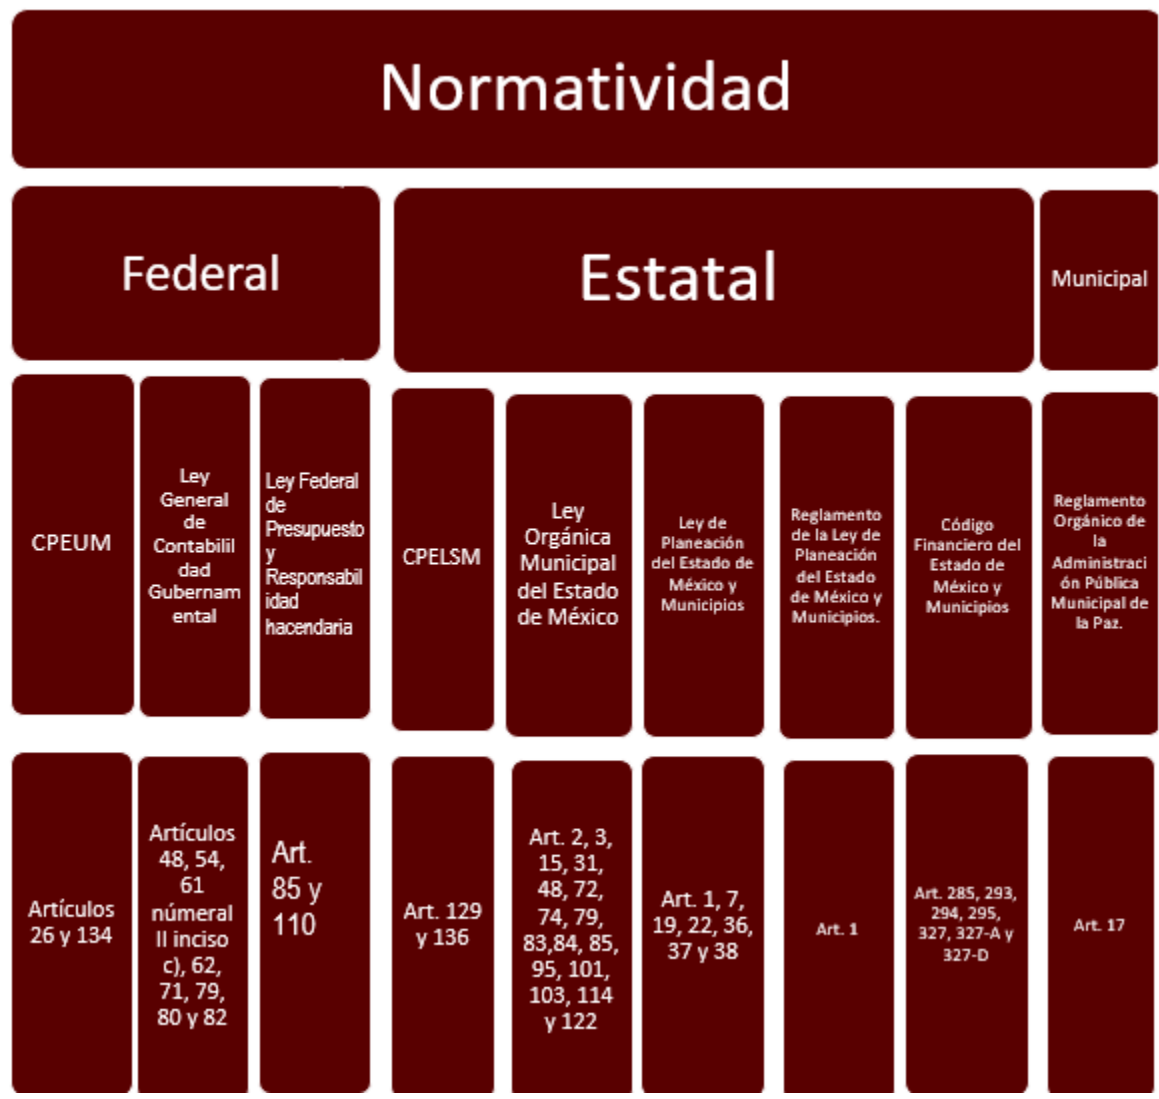 Normatividad
Federal
Estatal
Municipal
CPEUM
Ley
General
de
Contabilil
dad
Gubernam
ental
Ley Federal
de
Presupuesto
y
Responsabil
idad
hacendaria
CPELSM
Ley
Orgánica
Municipal
del Estado
de México
Ley de
Planeación
del Estado de
México y
Municipios
Reglamento
de la Ley de
Planeación
del Estado
de México y
Municipios.
Código
Financiero del
Estado de
México y
Municipios
Reglamento
Orgánico de
la
Administraci
ón Pública
Municipal de
la Paz.
Artículos
26 y 134
Artículos
48, 54,
61
númeral
II inciso
c), 62,
71, 79,
80 y 82
Art.
85 y
110
Art. 129
y 136
Art. 2, 3,
15, 31,
48, 72,
74, 79,
83,84, 85,
95, 101,
103, 114
y 122
Art. 1, 7,
19, 22, 36,
37 y 38
Art. 1
Art. 285, 293,
294, 295,
327, 327-A y
327-D
Art. 17